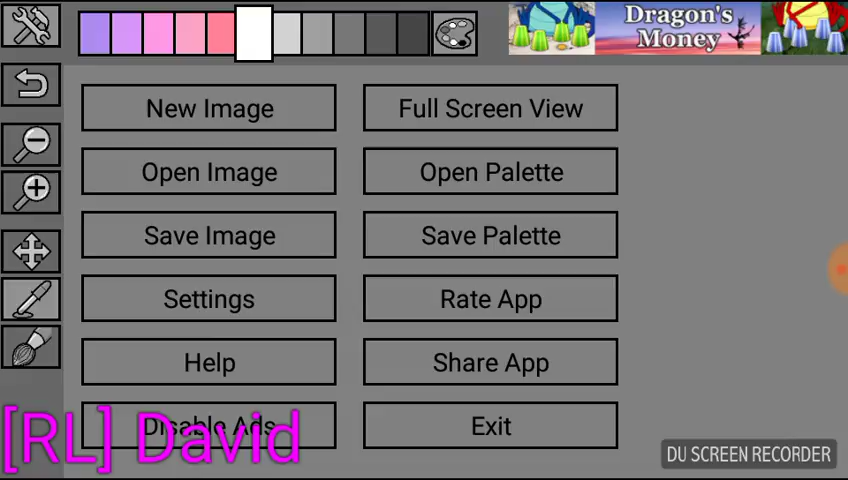 Dragon's
Money
New Image
Full Screen View
Open Image
Open Palette
Save Image
Save Palette
Settings
Rate App
Help
Share App
Disable Ads
Exit
[RL] David
DU SCREEN RECORDER